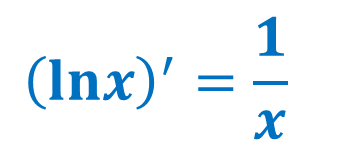 (lnx)′ = 1/x